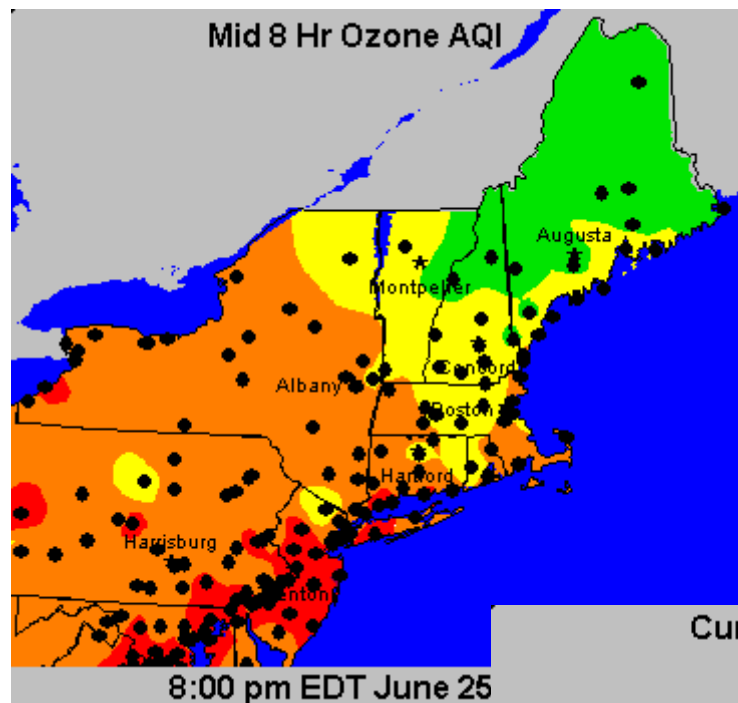 Mid 8 Hr Ozone AQI
Augusta
Montpelier
Concord
Albany
Boston
Hartford
Harrisburg
enton
Cur
8:00 pm EDT June 25